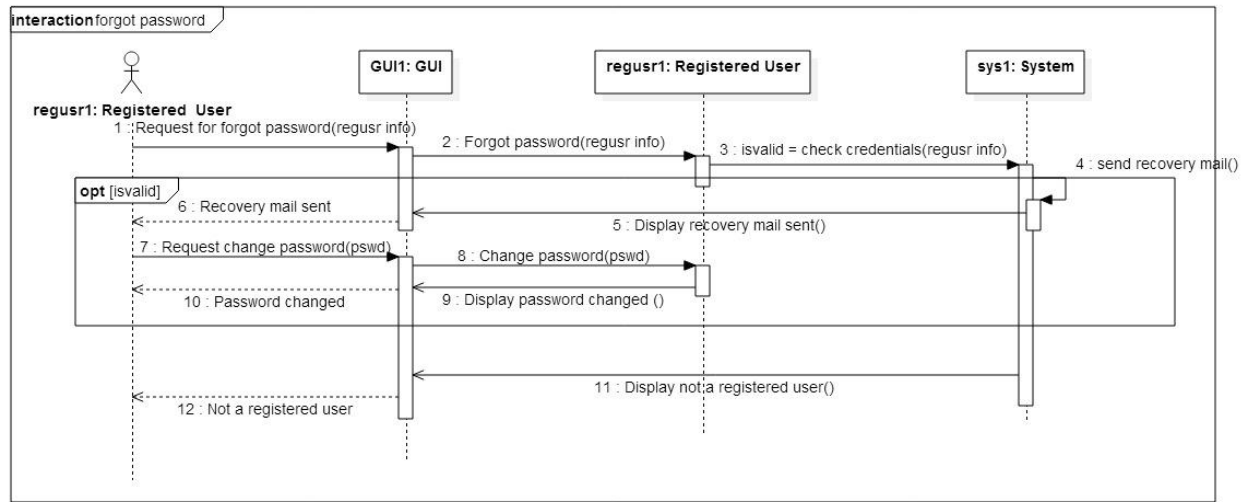 interaction forgot password
GUI1: GUI
regusr1: Registered User
sys1: System
regusr1: Registered User
1 : Request for forgot password(regusr info)
2 : Forgot password(regusr info)
3 : isvalid = check credentials(regusr info)
4 : send recovery mail()
opt [isvalid]
6 : Recovery mail sent
5 : Display recovery mail sent()
7 : Request change password(pswd)
8 : Change password(pswd)
10 : Password changed
9 : Display password changed ()
11 : Display not a registered user()
12 : Not a registered user